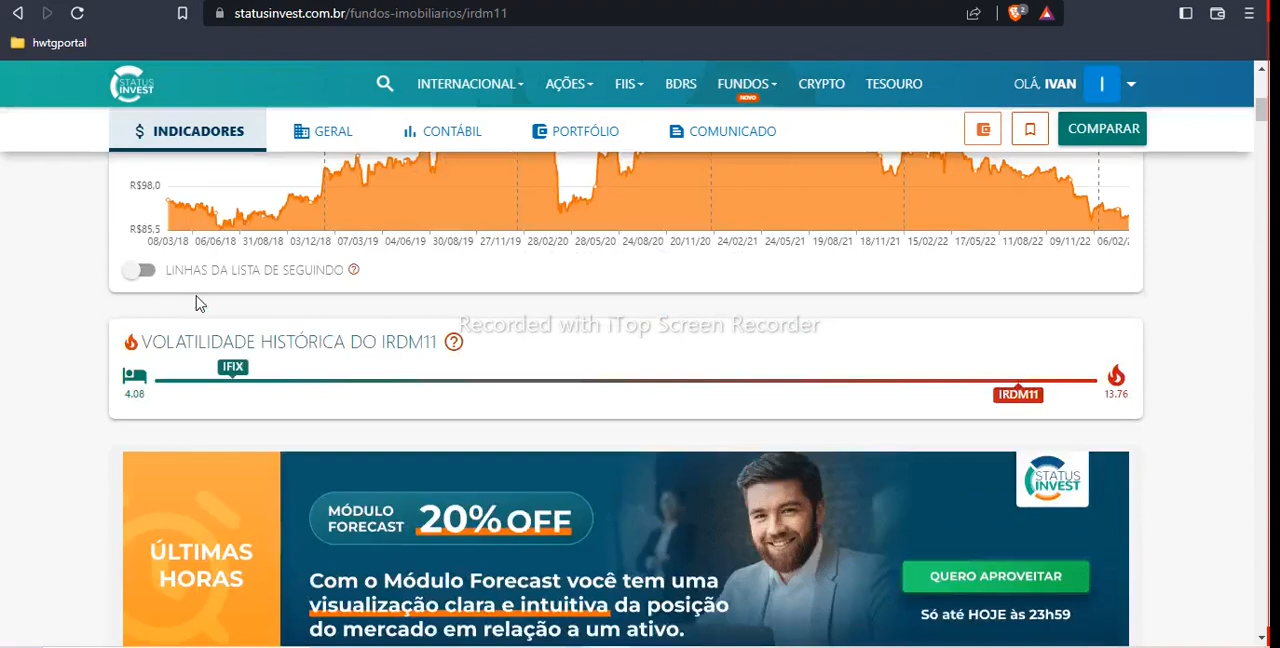 statusinvest.com.br/fundos-imobiliarios/irdm11
2
hwtgportal
STATUS
INVEST
INTERNACIONAL
AÇÕES
FIIS
BDRS
FUNDOS
NOVO
CRYPTO
TESOURO
OLÁ, IVAN
I
INDICADORES
GERAL
CONTÁBIL
PORTFÓLIO
COMUNICADO
COMPARAR
R$98.0
R$85.5
08/03/18 06/06/18 31/08/18 03/12/18 07/03/19 04/06/19 30/08/19 27/11/19 28/02/20 28/05/20 24/08/20 20/11/20 24/02/21 24/05/21 19/08/21 18/11/21 15/02/22 17/05/22 11/08/22 09/11/22 06/02/2
LINHAS DA LISTA DE SEGUINDO ?
Recorded with iTop Screen Recorder
VOLATILIDADE HISTÓRICA DO IRDM11 ?
IFIX
4.08
IRDM11
13.76
STATUS
INVEST
MÓDULO
FORECAST
20% OFF
ÚLTIMAS
HORAS
Com o Módulo Forecast você tem uma
visualização clara e intuitiva da posição
do mercado em relação a um ativo.
QUERO APROVEITAR
Só até HOJE às 23h59